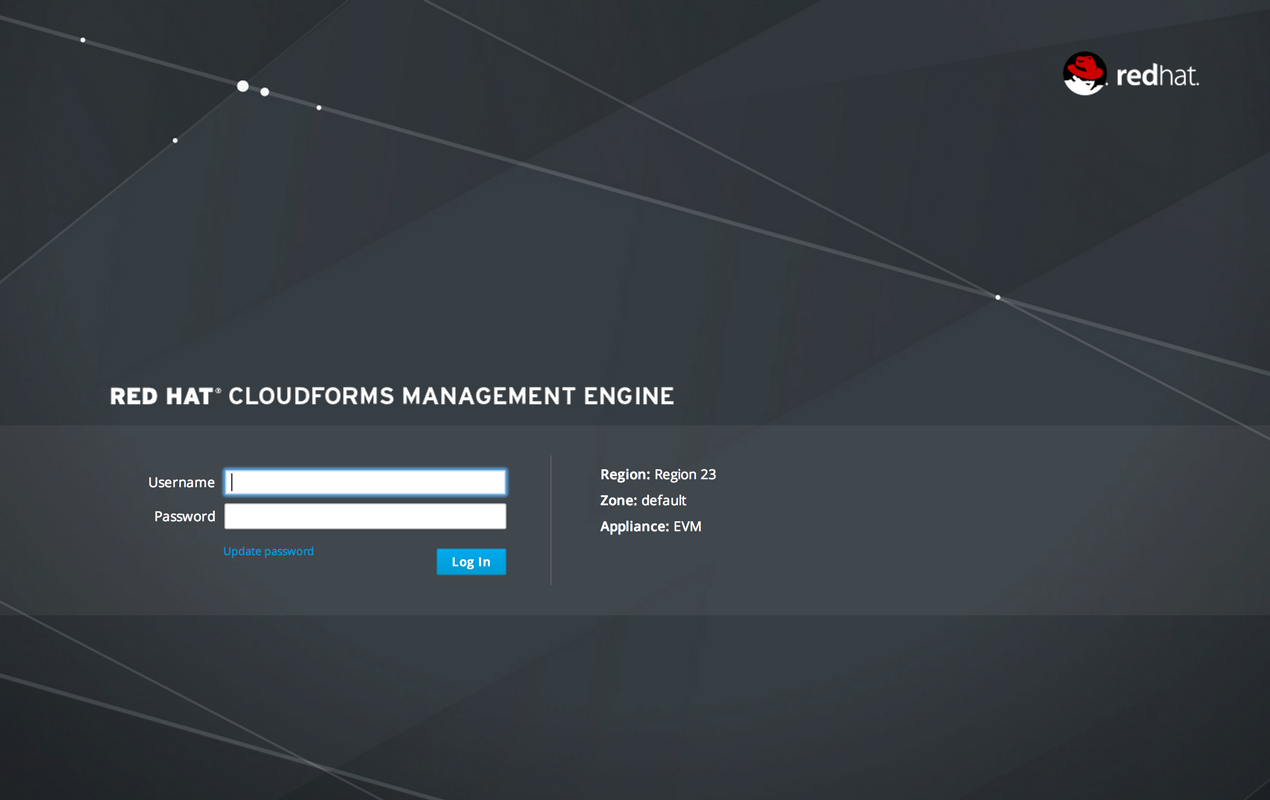 redhat.
RED HAT® CLOUDFORMS MANAGEMENT ENGINE
Username
Password
Update password
Log In
Region: Region 23
Zone: default
Appliance: EVM